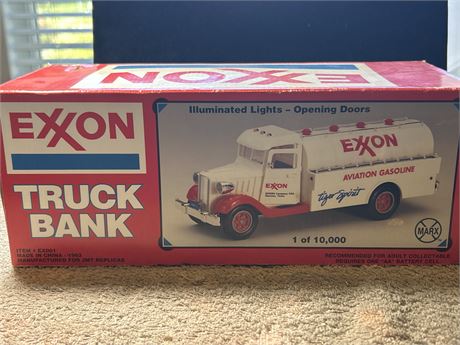 EXXON
EXXON
TRUCK
BANK
ITEM # EX001
MADE IN CHINA - 1993
MANUFACTURED FOR JMT REPLICAS
Illuminated Lights - Opening Doors
EXXON
AVIATION GASOLINE
EXXON
Tiger Spirit
1 of 10,000
MARX
RECOMMENDED FOR ADULT COLLECTABLE
REQUIRES ONE "AA" BATTERY CELL